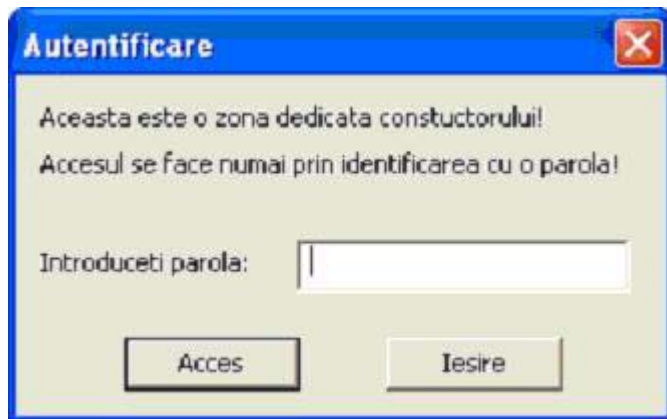 Autentificare
Aceasta este o zona dedicata constuctorului!
Accesul se face numai prin identificarea cu o parola!
Introduceti parola:
Acces Iesire